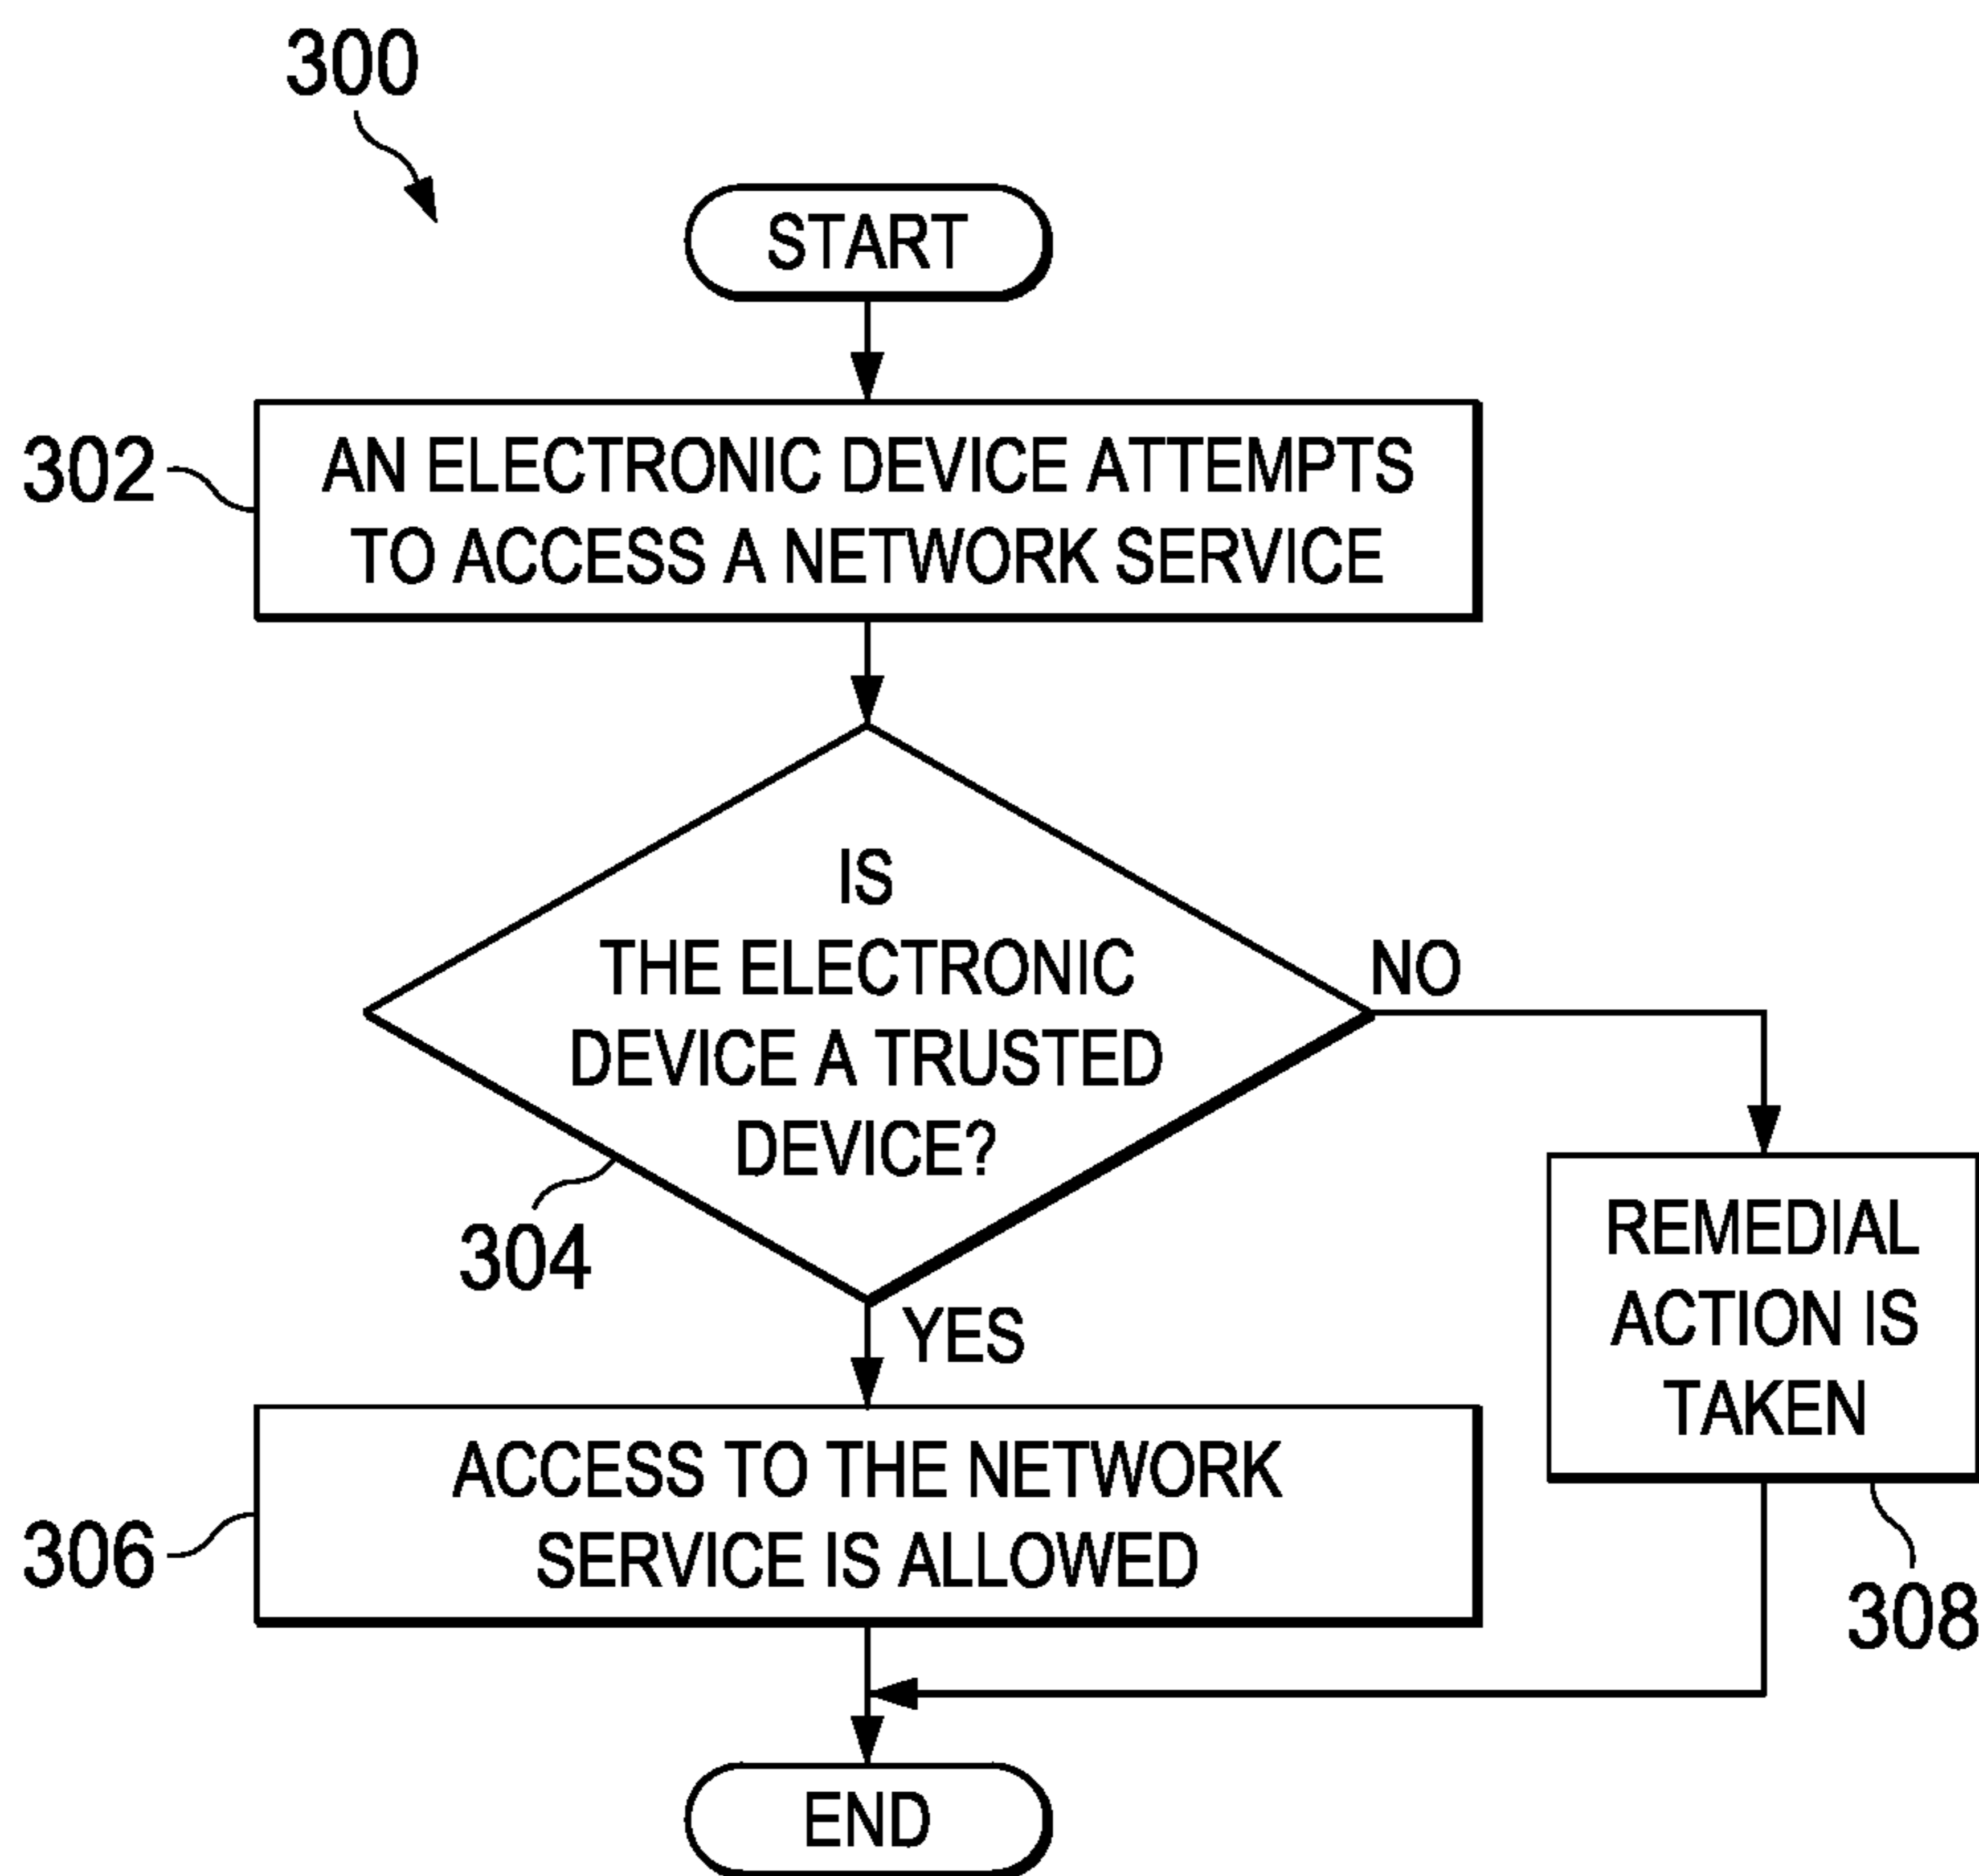 300
START
302
AN ELECTRONIC DEVICE ATTEMPTS
TO ACCESS A NETWORK SERVICE
IS
THE ELECTRONIC
DEVICE A TRUSTED
DEVICE?
NO
304
YES
REMEDIAL
ACTION IS
TAKEN
306
ACCESS TO THE NETWORK
SERVICE IS ALLOWED
308
END